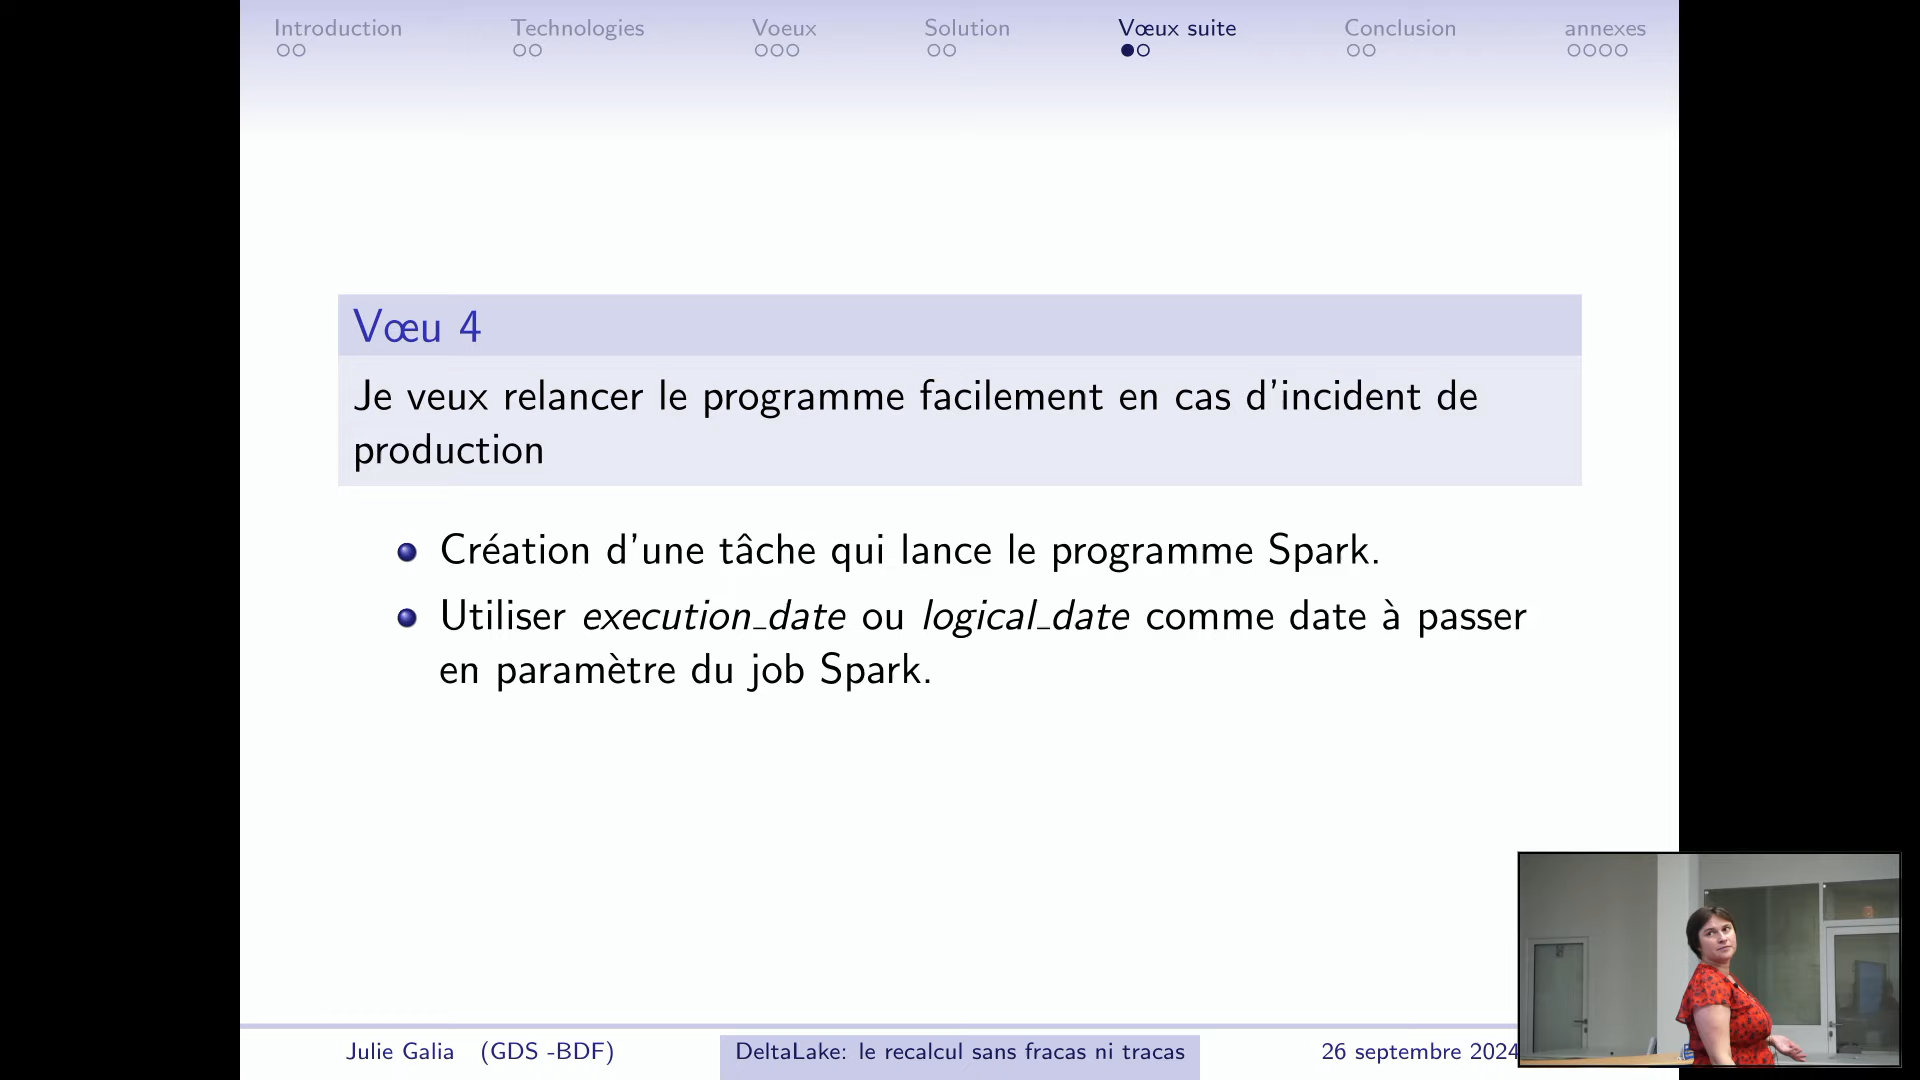 Introduction Technologies Voeux Solution Vœux suite Conclusion annexes
Vœu 4
Je veux relancer le programme facilement en cas d'incident de
production
Création d'une tâche qui lance le programme Spark.
Utiliser execution_date ou logical_date comme date à passer
en paramètre du job Spark.
Julie Galia (GDS -BDF) DeltaLake: le recalcul sans fracas ni tracas 26 septembre 2024